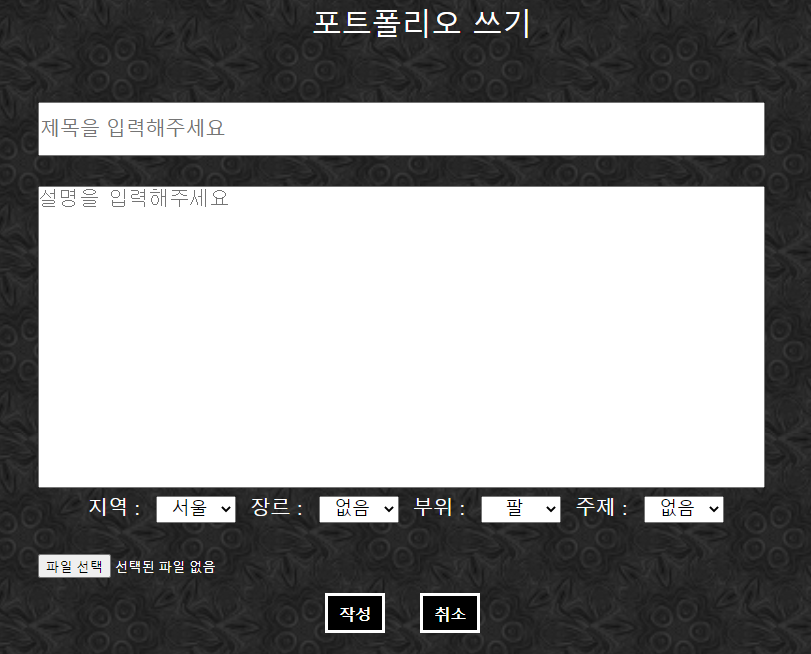 포트폴리오 쓰기
제목을 입력해주세요
설명을 입력해주세요
지역 : 서울 장르 : 없음 부위 : 팔 주제 : 없음
파일 선택 선택된 파일 없음
작성 취소